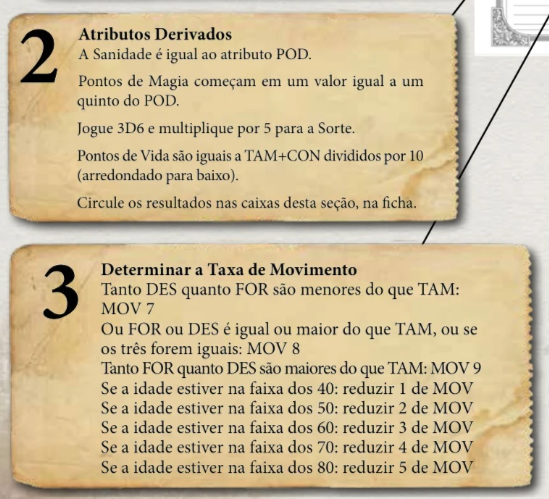 2
Atributos Derivados
A Sanidade é igual ao atributo POD.
Pontos de Magia começam em um valor igual a um
quinto do POD.
Jogue 3D6 e multiplique por 5 para a Sorte.
Pontos de Vida são iguais a TAM+CON divididos por 10
(arredondado para baixo).
Circule os resultados nas caixas desta seção, na ficha.
3
Determinar a Taxa de Movimento
Tanto DES quanto FOR são menores do que TAM:
MOV 7
Ou FOR ou DES é igual ou maior do que TAM, ou se
os três forem iguais: MOV 8
Tanto FOR quanto DES são maiores do que TAM: MOV 9
Se a idade estiver na faixa dos 40: reduzir 1 de MOV
Se a idade estiver na faixa dos 50: reduzir 2 de MOV
Se a idade estiver na faixa dos 60: reduzir 3 de MOV
Se a idade estiver na faixa dos 70: reduzir 4 de MOV
Se a idade estiver na faixa dos 80: reduzir 5 de MOV